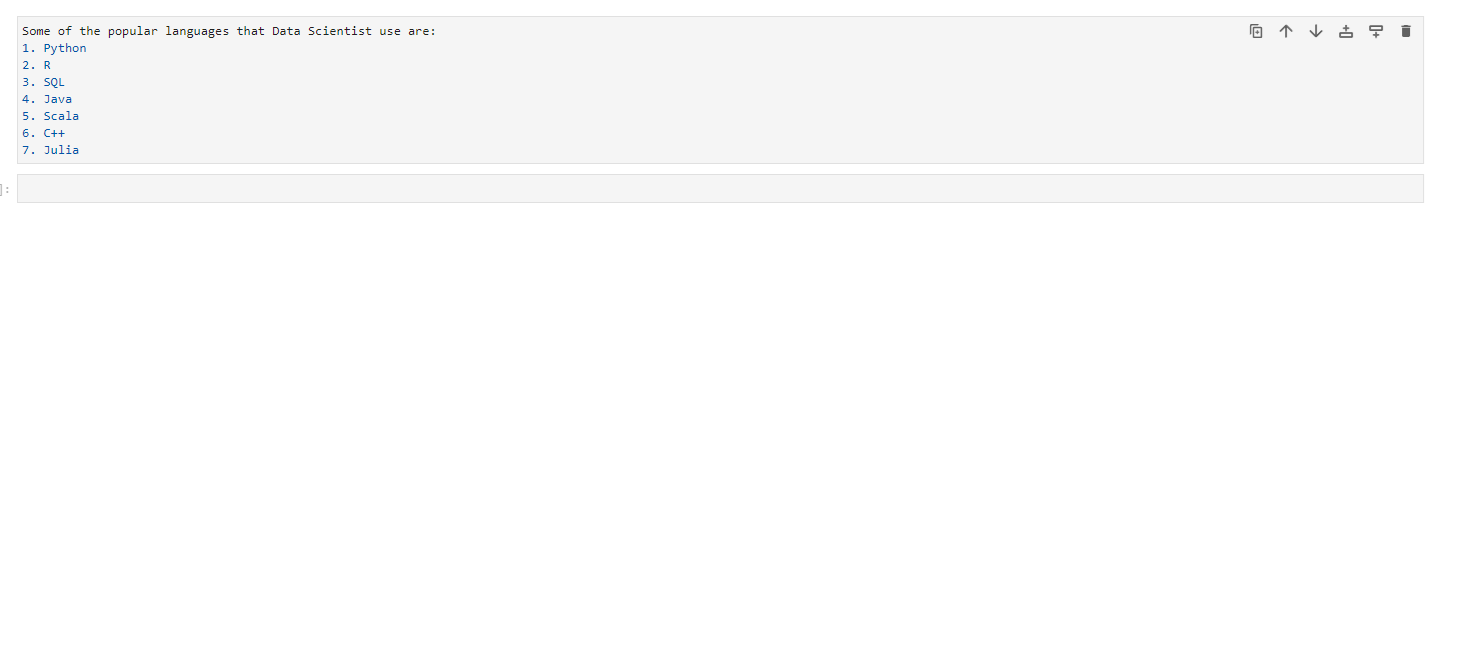 Some of the popular languages that Data Scientist use are:
1. Python
2. R
3. SQL
4. Java
5. Scala
6. C++
7. Julia
]: